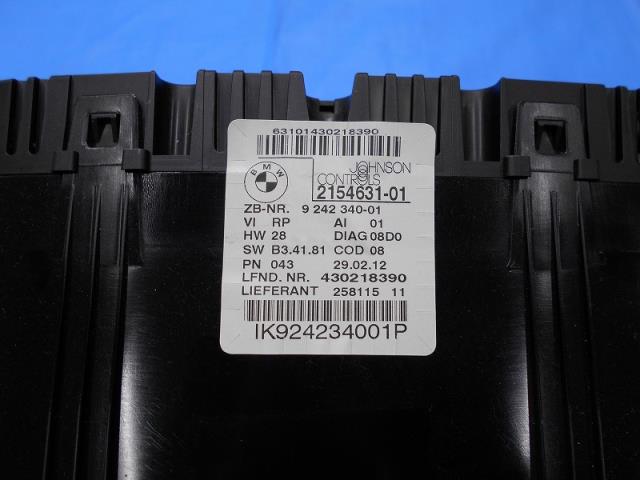 63101430218390
BMW
JOHNSON
CONTROLS
2154631-01
ZB-NR. 9 242 340-01
VI RP AI 01
HW 28 DIAG 08D0
SW B3.41.81 COD 08
PN 043 29.02.12
LFND. NR. 430218390
LIEFERANT 258115 11
IK924234001P